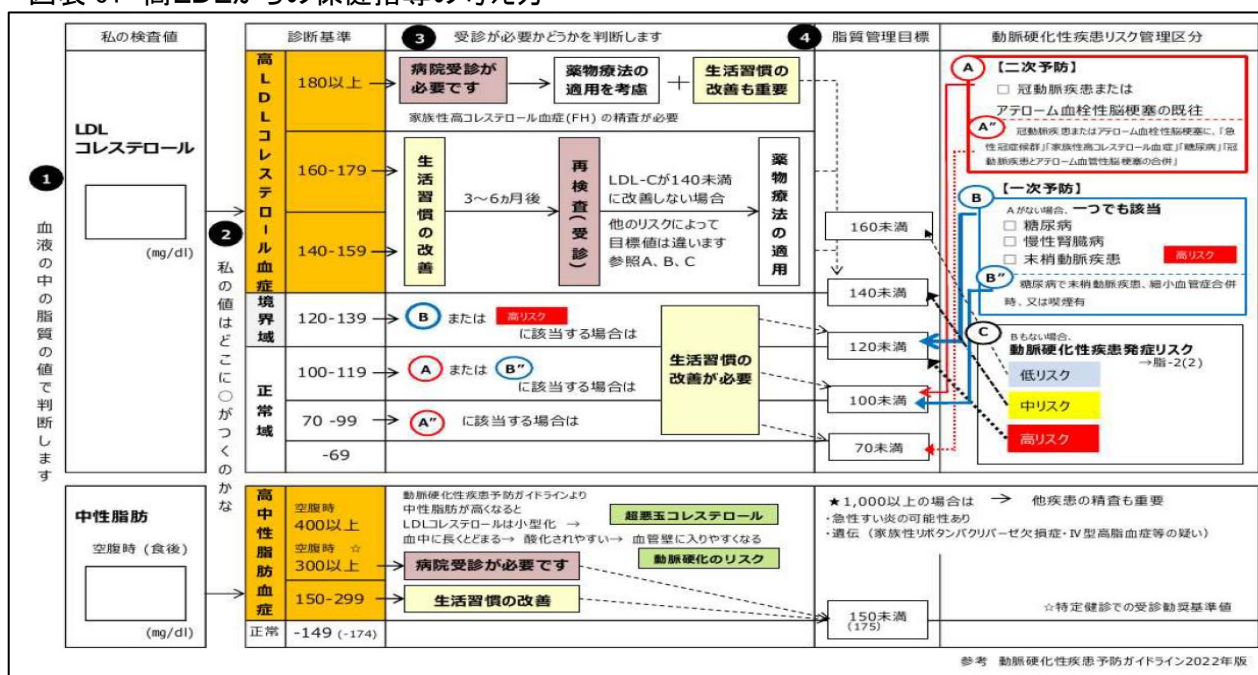 私の検査値
診断基準
❸ 受診が必要かどうかを判断します
❹ 脂質管理目標
動脈硬化性疾患リスク管理区分
❶ 血液の中の脂質の値で判断します
LDL
コレステロール
(mg/dl)
❷ 私の値はどこに○がつくのかな
高LDLコレステロール血症
180以上
病院受診が
必要です
薬物療法の
適用を考慮
＋
生活習慣の
改善も重要
家族性高コレステロール血症(FH) の精査が必要
160-179
140-159
生活習慣の改善
3～6ヵ月後
再検査(受診)
LDL-Cが140未満
に改善しない場合
他のリスクによって
目標値は違います
参照A、B、C
薬物療法の適用
境界域
120-139
B または 高リスク
に該当する場合は
正常域
100-119
A または B”
に該当する場合は
70 -99
A” に該当する場合は
-69
生活習慣の
改善が必要
160未満
140未満
120未満
100未満
70未満
A 【二次予防】
□ 冠動脈疾患または
アテローム血栓性脳梗塞の既往
A” 冠動脈疾患またはアテローム血栓性脳梗塞に、「急
性冠症候群」「家族性高コレステロール血症」「糖尿病」「冠
動脈疾患とアテローム血管性脳梗塞の合併」
B 【一次予防】
Aがない場合、一つでも該当
□ 糖尿病
□ 慢性腎臓病
□ 末梢動脈疾患
高リスク
B” 糖尿病で末梢動脈疾患、細小血管症合併
時、又は喫煙有
C Bもない場合、
動脈硬化性疾患発症リスク
→脂-2(2)
低リスク
中リスク
高リスク
中性脂肪
空腹時 (食後)
(mg/dl)
高中性脂肪血症
空腹時
400以上
空腹時 ☆
300以上
150-299
正常
-149 (-174)
動脈硬化性疾患予防ガイドラインより
中性脂肪が高くなると
LDLコレステロールは小型化 →
超悪玉コレステロール
血中に長くとどまる→ 酸化されやすい→ 血管壁に入りやすくなる
動脈硬化のリスク
病院受診が必要です
生活習慣の改善
150未満
(175)
★1,000以上の場合は → 他疾患の精査も重要
・急性すい炎の可能性あり
・遺伝（家族性リポタンパクリパーゼ欠損症・Ⅳ型高脂血症等の疑い）
☆特定健診での受診勧奨基準値
参考 動脈硬化性疾患予防ガイドライン2022年版